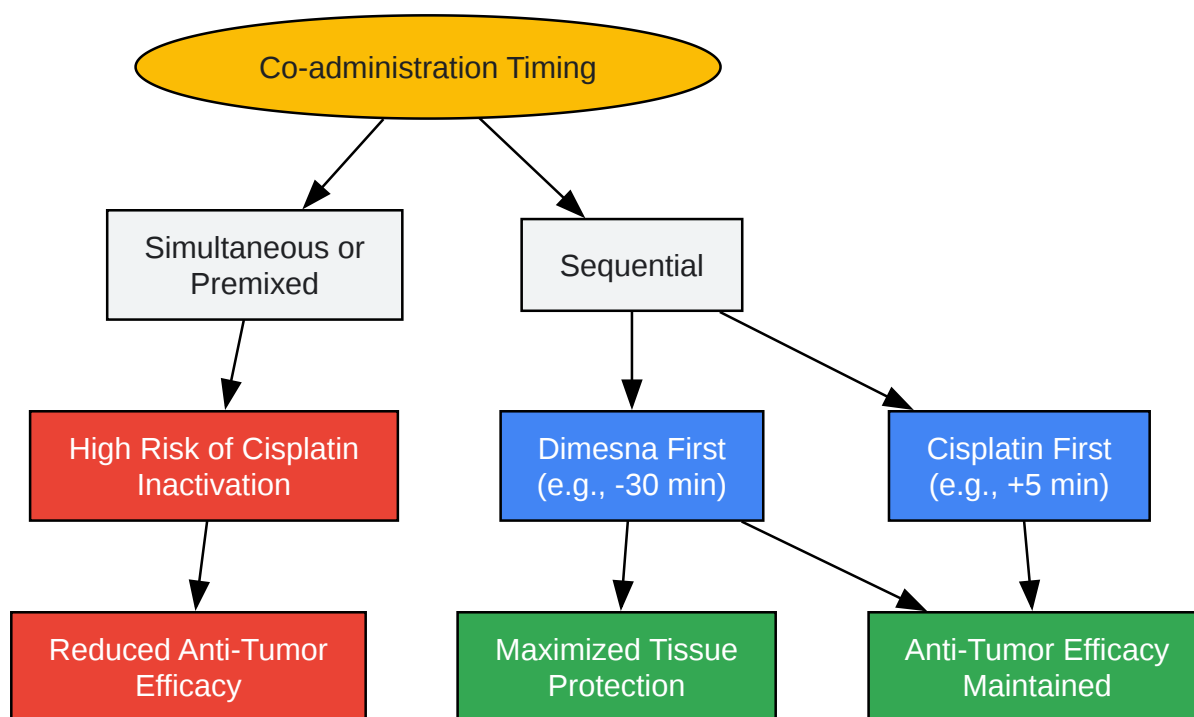 Co-administration Timing
Simultaneous or
Premixed
Sequential
High Risk of Cisplatin
Inactivation
Dimesna First
(e.g., -30 min)
Cisplatin First
(e.g., +5 min)
Reduced Anti-Tumor
Efficacy
Maximized Tissue
Protection
Anti-Tumor Efficacy
Maintained